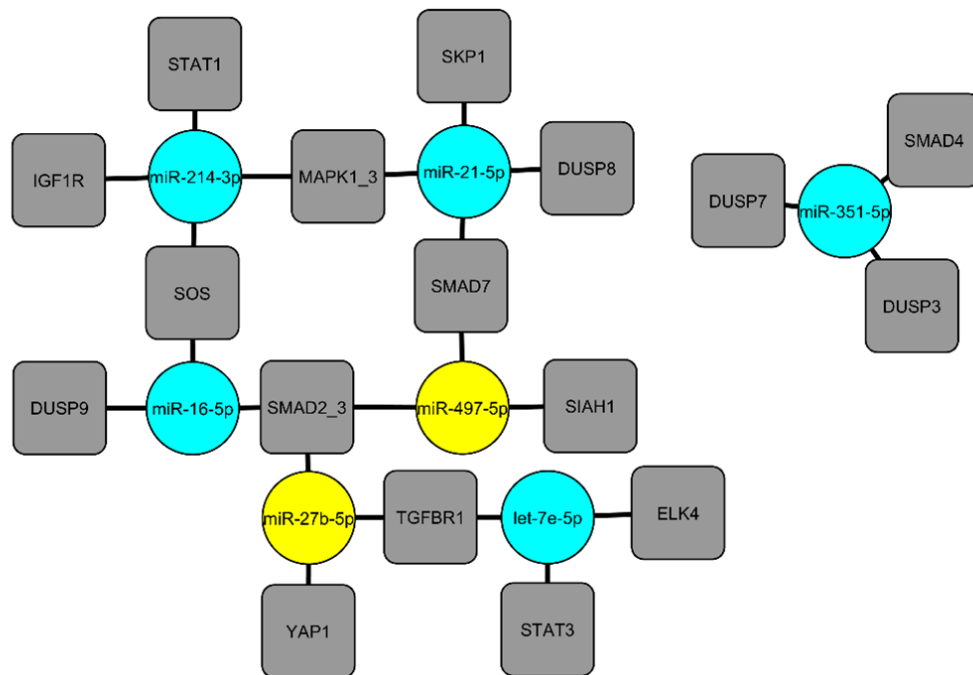 STAT1
SKP1
SMAD4
IGF1R
miR-214-3p
MAPK1_3
miR-21-5p
DUSP8
DUSP7
miR-351-5p
SOS
SMAD7
DUSP3
DUSP9
miR-16-5p
SMAD2_3
miR-497-5p
SIAH1
miR-27b-5p
TGFBR1
let-7e-5p
ELK4
YAP1
STAT3